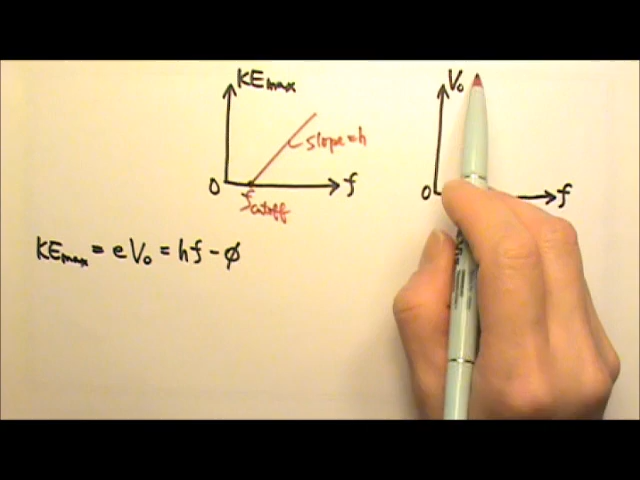 KEmax
V₀
slope=h
0
f
0
f
fcutoff
KEmax = eV₀ = hf - ϕ